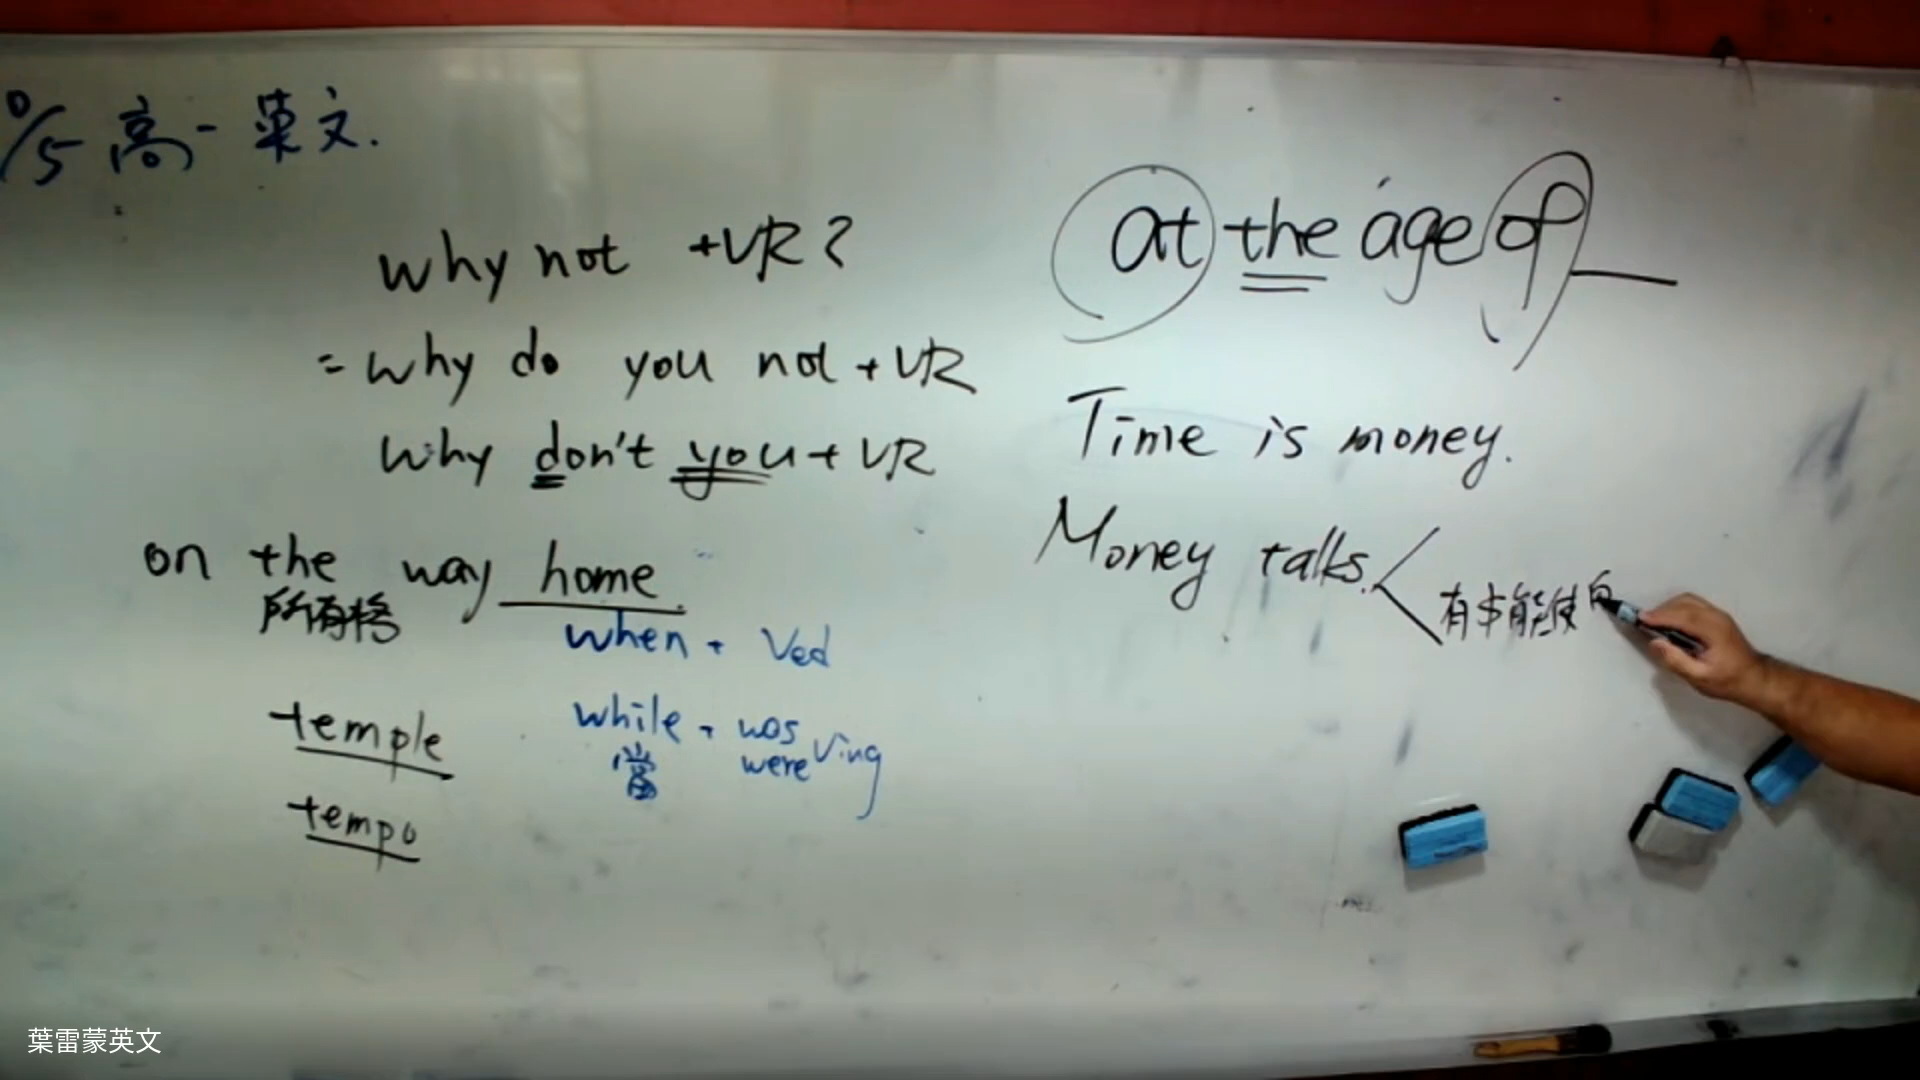 0/5 高一 英文.
why not +VR?
= why do you not + VR
why don't you + VR
on the way home.
所有格
when + Ved
temple
while + was
were Ving
當
tempo
at the age of __
Time is money.
Money talks.
有 能使
葉雷蒙英文